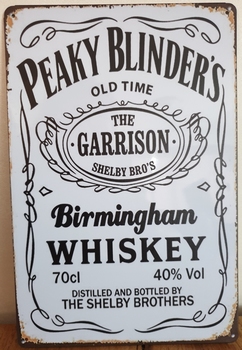 PEAKY BLINDER'S
OLD TIME
THE
GARRISON
SHELBY BRO'S
Birmingham
WHISKEY
70cl 40% Vol
DISTILLED AND BOTTLED BY
THE SHELBY BROTHERS